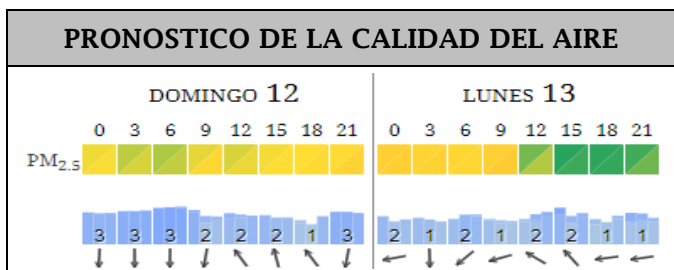 PRONOSTICO DE LA CALIDAD DEL AIRE
DOMINGO 12 LUNES 13
0 3 6 9 12 15 18 21 0 3 6 9 12 15 18 21
PM2.5
3 3 3 2 2 2 1 3 2 1 2 1 2 2 1 1